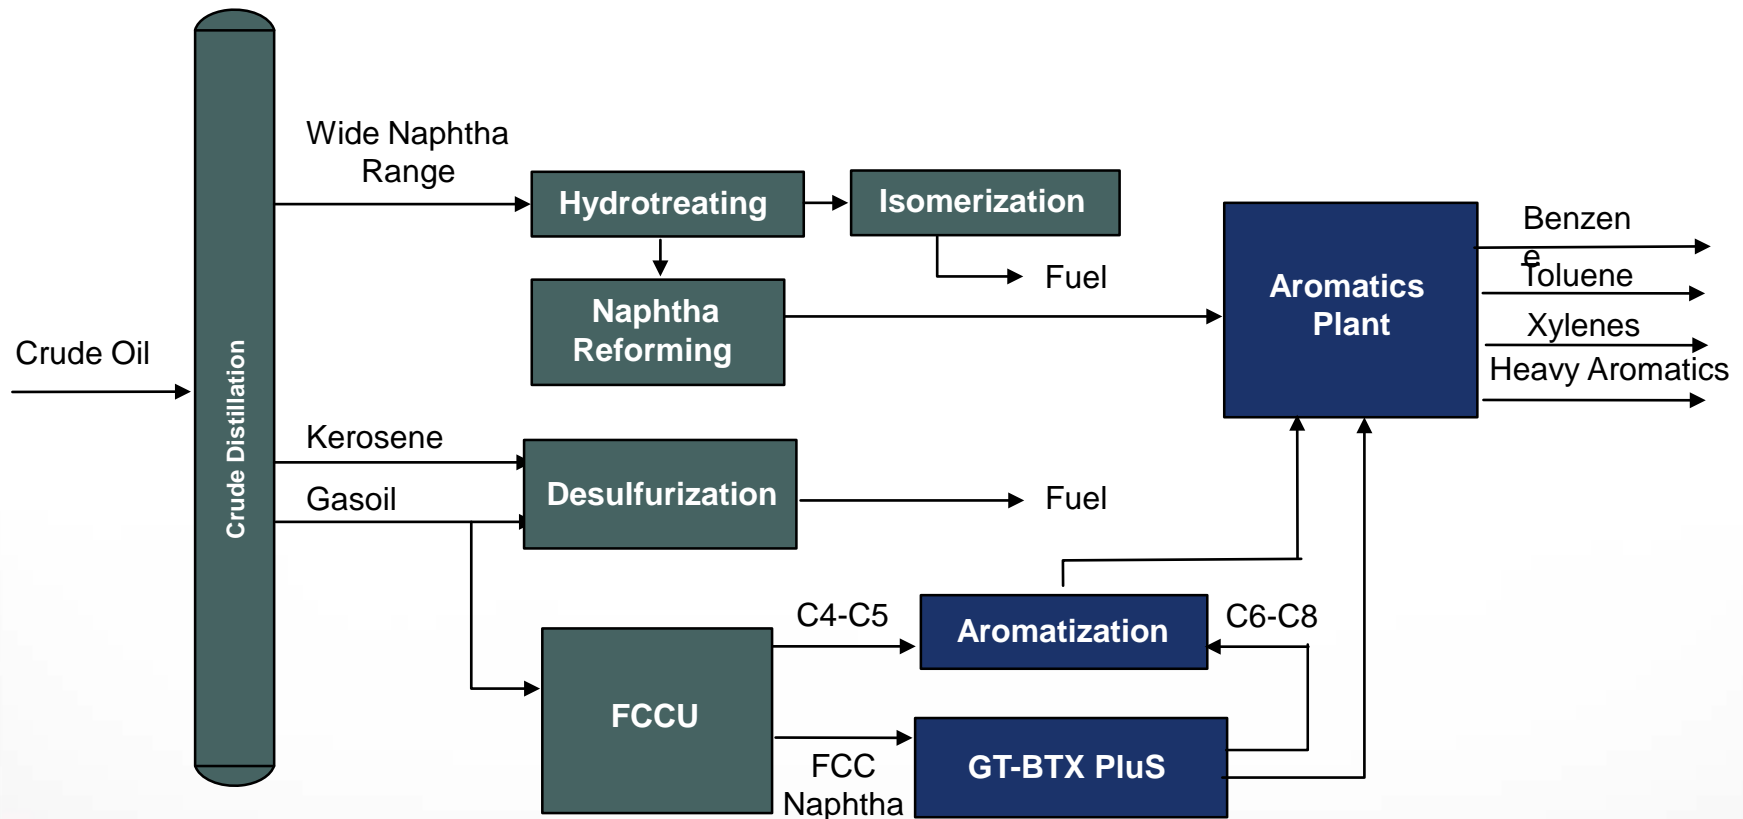 Wide Naphtha
Range
Hydrotreating
Isomerization
Fuel
Naphtha
Reforming
Crude Oil
Crude Distillation
Kerosene
Gasoil
Desulfurization
Fuel
FCCU
C4-C5
FCC
Naphtha
Aromatization
C6-C8
GT-BTX PluS
Aromatics
Plant
Benzen
e
Toluene
Xylenes
Heavy Aromatics